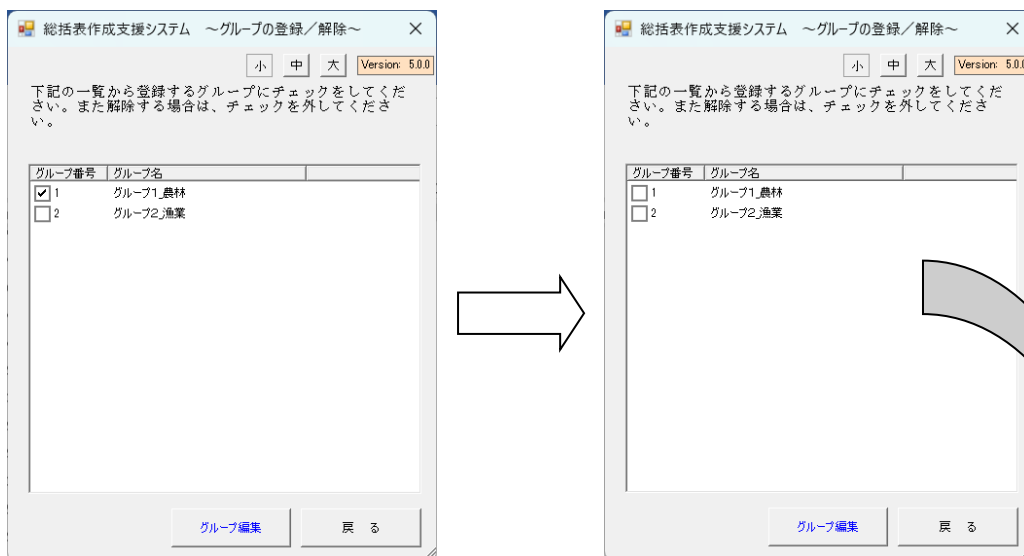 総括表作成支援システム　～グループの登録／解除～
小 中 大 Version: 5.0.0
下記の一覧から登録するグループにチェックをしてくだ
さい。また解除する場合は、チェックを外してくださ
い。
グループ番号 グループ名
1 グループ1_農林
2 グループ2_漁業
グループ編集 戻　る
総括表作成支援システム　～グループの登録／解除～
小 中 大 Version: 5.0.0
下記の一覧から登録するグループにチェックをしてくだ
さい。また解除する場合は、チェックを外してくださ
い。
グループ番号 グループ名
1 グループ1_農林
2 グループ2_漁業
グループ編集 戻　る